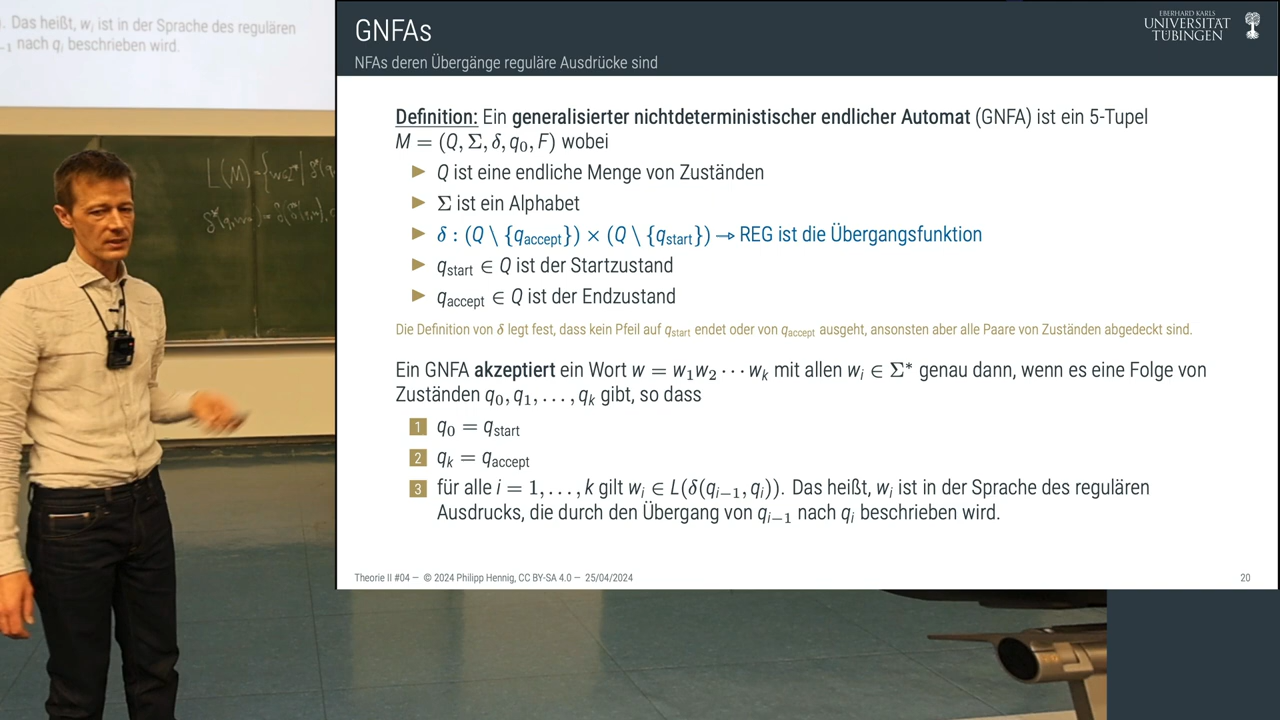 . Das heißt, wᵢ ist in der Sprache des regulären
₋₁ nach qᵢ beschrieben wird.
GNFAs
NFAs deren Übergänge reguläre Ausdrücke sind
EBERHARD KARLS
UNIVERSITÄT
TÜBINGEN
Definition: Ein generalisierter nichtdeterministischer endlicher Automat (GNFA) ist ein 5-Tupel
M = (Q, Σ, δ, q₀, F) wobei
▶ Q ist eine endliche Menge von Zuständen
▶ Σ ist ein Alphabet
▶ δ : (Q \ {q_accept}) × (Q \ {q_start}) → REG ist die Übergangsfunktion
▶ q_start ∈ Q ist der Startzustand
▶ q_accept ∈ Q ist der Endzustand
Die Definition von δ legt fest, dass kein Pfeil auf q_start endet oder von q_accept ausgeht, ansonsten aber alle Paare von Zuständen abgedeckt sind.
Ein GNFA akzeptiert ein Wort w = w₁w₂ ··· wₖ mit allen wᵢ ∈ Σ* genau dann, wenn es eine Folge von
Zuständen q₀, q₁, . . . , qₖ gibt, so dass
1 q₀ = q_start
2 qₖ = q_accept
3 für alle i = 1, . . . , k gilt wᵢ ∈ L(δ(qᵢ₋₁, qᵢ)). Das heißt, wᵢ ist in der Sprache des regulären
Ausdrucks, die durch den Übergang von qᵢ₋₁ nach qᵢ beschrieben wird.
Theorie II #04 — © 2024 Philipp Hennig, CC BY-SA 4.0 — 25/04/2024
20